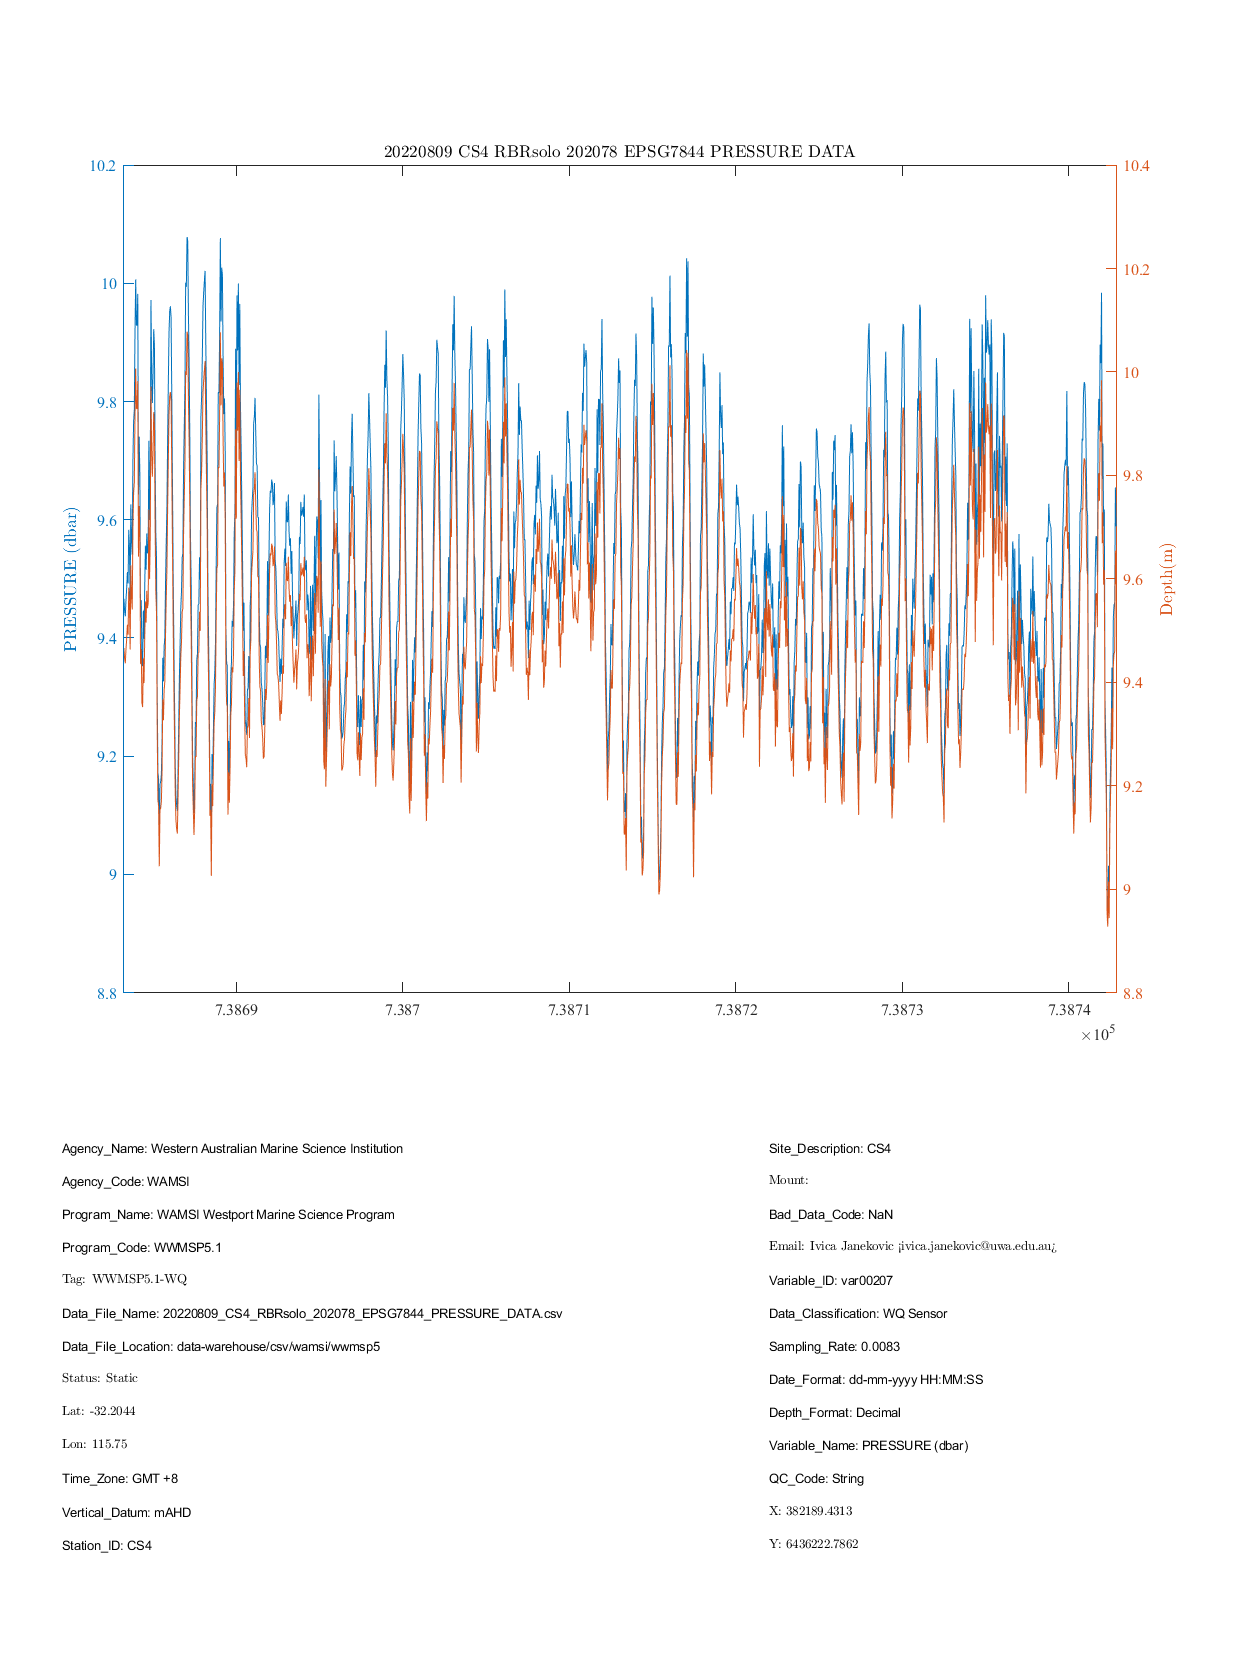 20220809 CS4 RBRsolo 202078 EPSG7844 PRESSURE DATA
10.2
10
9.8
9.6
9.4
9.2
9
8.8
PRESSURE (dbar)
10.4
10.2
10
9.8
9.6
9.4
9.2
9
8.8
Depth(m)
7.3869
7.387
7.3871
7.3872
7.3873
7.3874
×10^5
Agency_Name: Western Australian Marine Science Institution
Agency_Code: WAMSI
Program_Name: WAMSI Westport Marine Science Program
Program_Code: WWMSP5.1
Tag: WWMSP5.1-WQ
Data_File_Name: 20220809_CS4_RBRsolo_202078_EPSG7844_PRESSURE_DATA.csv
Data_File_Location: data-warehouse/csv/wamsi/wwmsp5
Status: Static
Lat: -32.2044
Lon: 115.75
Time_Zone: GMT +8
Vertical_Datum: mAHD
Station_ID: CS4
Site_Description: CS4
Mount:
Bad_Data_Code: NaN
Email: Ivica Janekovic ¡ivica.janekovic@uwa.edu.au¿
Variable_ID: var00207
Data_Classification: WQ Sensor
Sampling_Rate: 0.0083
Date_Format: dd-mm-yyyy HH:MM:SS
Depth_Format: Decimal
Variable_Name: PRESSURE (dbar)
QC_Code: String
X: 382189.4313
Y: 6436222.7862